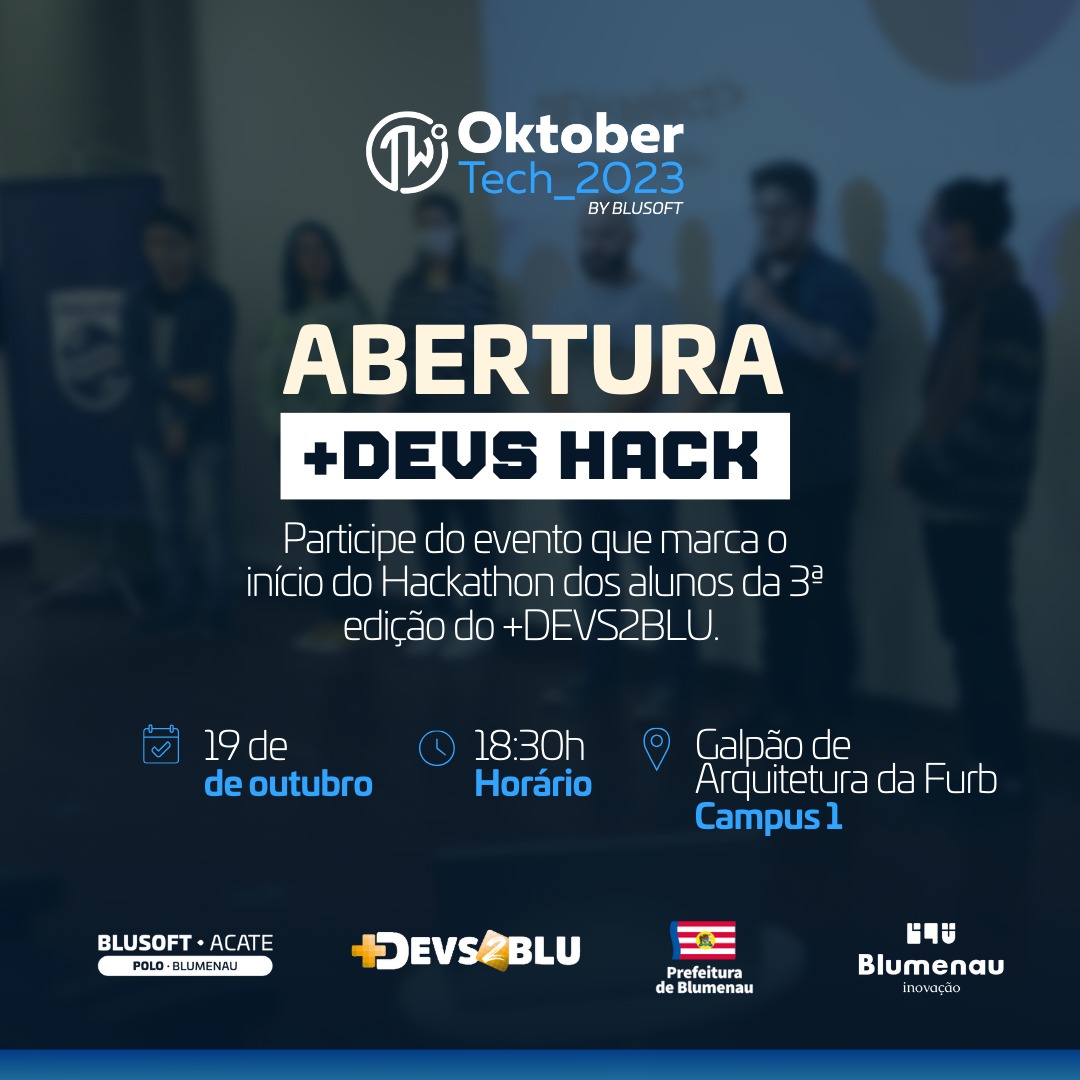 TW
Oktober
Tech_2023
BY BLUSOFT
ABERTURA
+DEVS HACK
Participe do evento que marca o
início do Hackathon dos alunos da 3ª
edição do +DEVS2BLU.
19 de
de outubro
18:30h
Horário
Galpão de
Arquitetura da Furb
Campus 1
BLUSOFT • ACATE
POLO · BLUMENAU
+DEVS2BLU
Prefeitura
de Blumenau
Blumenau
inovação